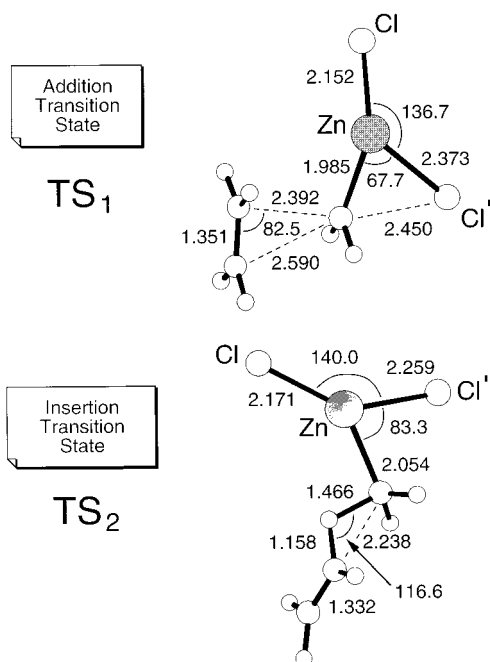 Addition
Transition
State
TS1
Cl
2.152
Zn
136.7
1.985
67.7
2.373
Cl'
2.392
82.5
1.351
2.590
2.450
Insertion
Transition
State
TS2
Cl
140.0
2.259
Cl'
2.171
Zn
83.3
2.054
1.466
1.158
2.238
116.6
1.332